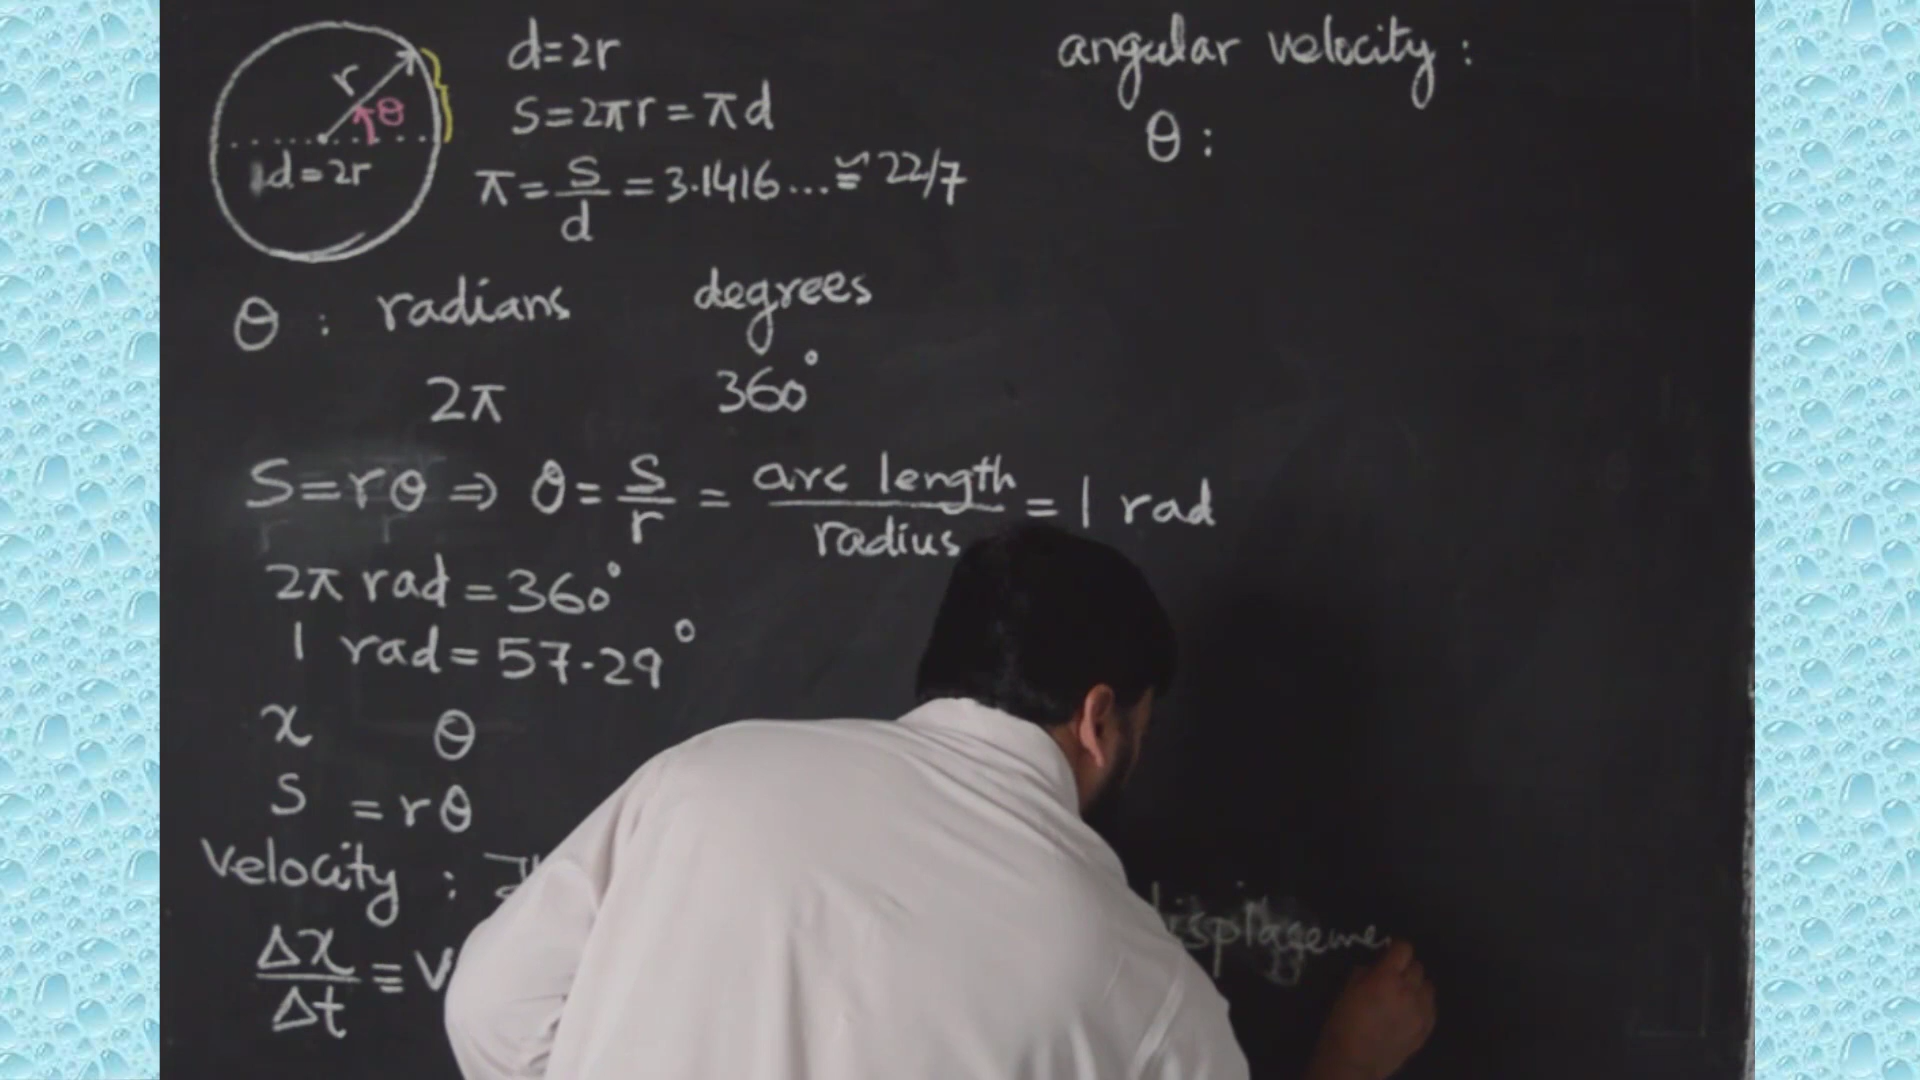 r
θ
d=2r
d=2r
S=2πr=πd
π=S/d=3.1416...≃22/7
θ: radians degrees
2π 360°
S=rθ⇒θ=S/r=arc length/radius=1 rad
2π rad=360°
1 rad=57.29°
x θ
S=rθ
velocity:
Δx/Δt≡V
angular velocity:
θ: